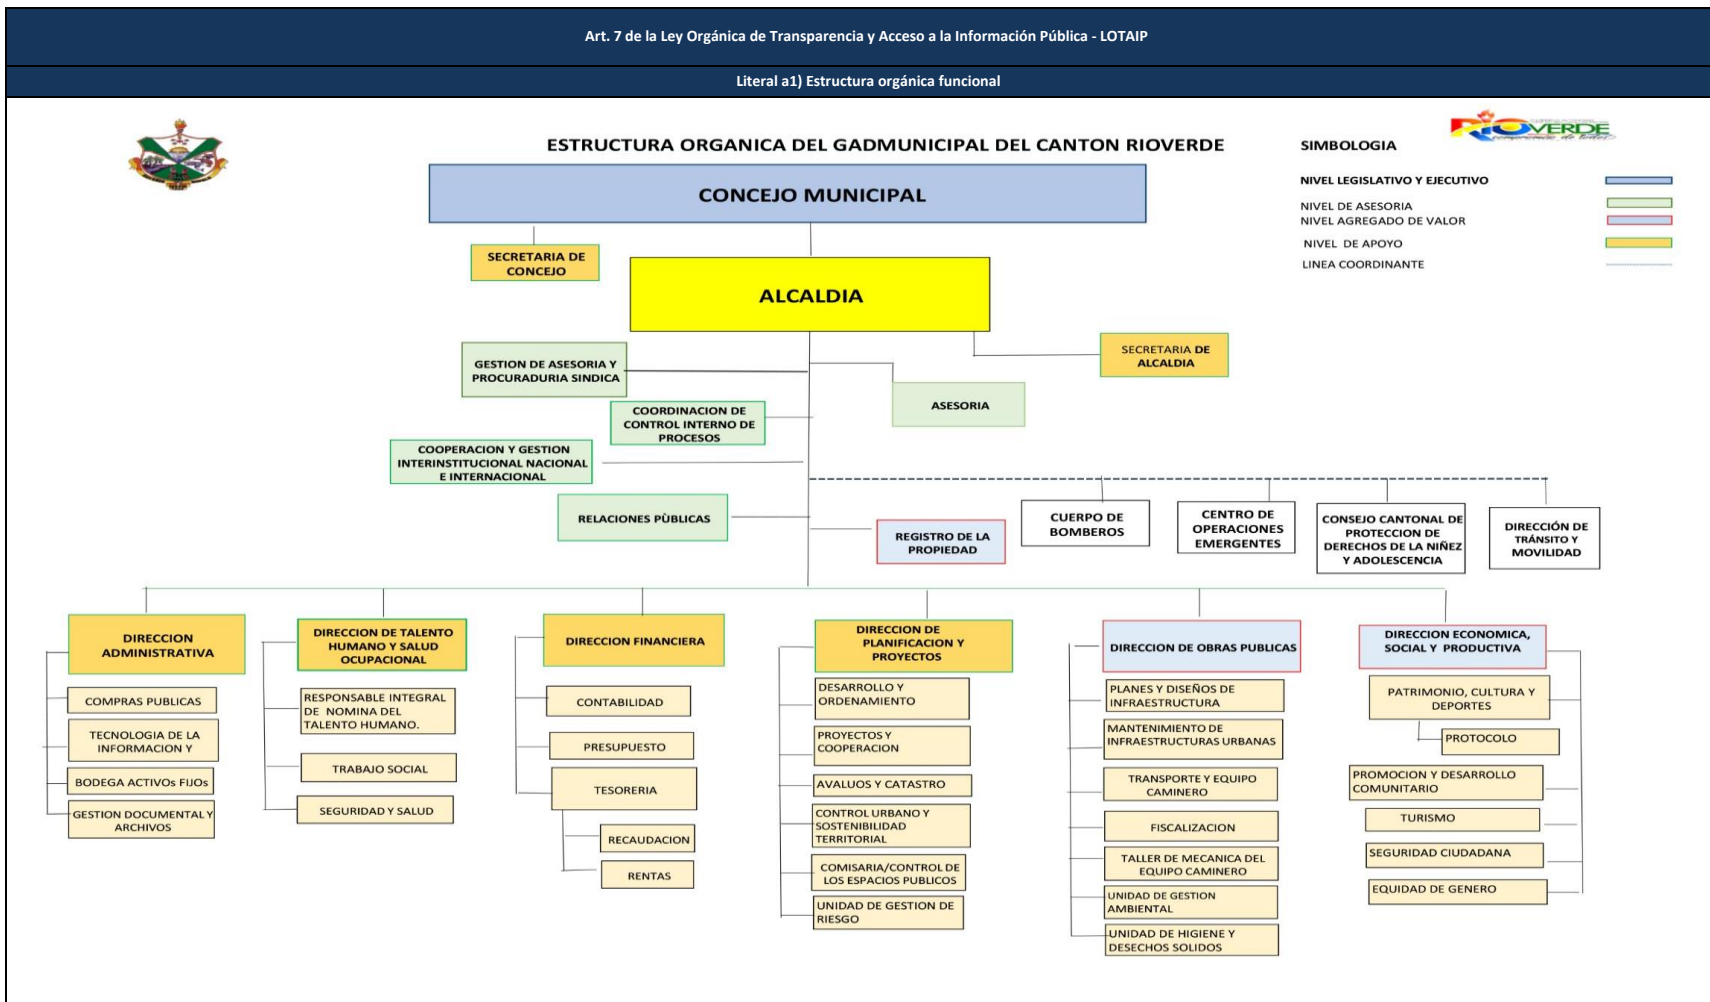 Art. 7 de la Ley Orgánica de Transparencia y Acceso a la Información Pública - LOTAIP
Literal a1) Estructura orgánica funcional
ESTRUCTURA ORGANICA DEL GADMUNICIPAL DEL CANTON RIOVERDE
RIOVERDE
SIMBOLOGIA
NIVEL LEGISLATIVO Y EJECUTIVO
NIVEL DE ASESORIA
NIVEL AGREGADO DE VALOR
NIVEL DE APOYO
LINEA COORDINANTE
CONCEJO MUNICIPAL
SECRETARIA DE
CONCEJO
ALCALDIA
SECRETARIA DE
ALCALDIA
GESTION DE ASESORIA Y
PROCURADURIA SINDICA
ASESORIA
COORDINACION DE
CONTROL INTERNO DE
PROCESOS
COOPERACION Y GESTION
INTERINSTITUCIONAL NACIONAL
E INTERNACIONAL
RELACIONES PÙBLICAS
REGISTRO DE LA
PROPIEDAD
CUERPO DE
BOMBEROS
CENTRO DE
OPERACIONES
EMERGENTES
CONSEJO CANTONAL DE
PROTECCION DE
DERECHOS DE LA NIÑEZ
Y ADOLESCENCIA
DIRECCIÓN DE
TRÁNSITO Y
MOVILIDAD
DIRECCION
ADMINISTRATIVA
COMPRAS PUBLICAS
TECNOLOGIA DE LA
INFORMACION Y
BODEGA ACTIVOs FIJOs
GESTION DOCUMENTAL Y
ARCHIVOS
DIRECCION DE TALENTO
HUMANO Y SALUD
OCUPACIONAL
RESPONSABLE INTEGRAL
DE NOMINA DEL
TALENTO HUMANO.
TRABAJO SOCIAL
SEGURIDAD Y SALUD
DIRECCION FINANCIERA
CONTABILIDAD
PRESUPUESTO
TESORERIA
RECAUDACION
RENTAS
DIRECCION DE
PLANIFICACION Y
PROYECTOS
DESARROLLO Y
ORDENAMIENTO
PROYECTOS Y
COOPERACION
AVALUOS Y CATASTRO
CONTROL URBANO Y
SOSTENIBILIDAD
TERRITORIAL
COMISARIA/CONTROL DE
LOS ESPACIOS PUBLICOS
UNIDAD DE GESTION DE
RIESGO
DIRECCION DE OBRAS PUBLICAS
PLANES Y DISEÑOS DE
INFRAESTRUCTURA
MANTENIMIENTO DE
INFRAESTRUCTURAS URBANAS
TRANSPORTE Y EQUIPO
CAMINERO
FISCALIZACION
TALLER DE MECANICA DEL
EQUIPO CAMINERO
UNIDAD DE GESTION
AMBIENTAL
UNIDAD DE HIGIENE Y
DESECHOS SOLIDOS
DIRECCION ECONOMICA,
SOCIAL Y PRODUCTIVA
PATRIMONIO, CULTURA Y
DEPORTES
PROTOCOLO
PROMOCION Y DESARROLLO
COMUNITARIO
TURISMO
SEGURIDAD CIUDADANA
EQUIDAD DE GENERO